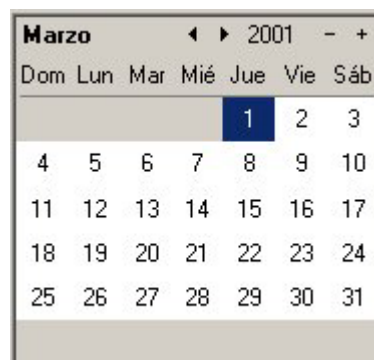 Marzo 2001 - +
Dom Lun Mar Mié Jue Vie Sáb
1 2 3
4 5 6 7 8 9 10
11 12 13 14 15 16 17
18 19 20 21 22 23 24
25 26 27 28 29 30 31